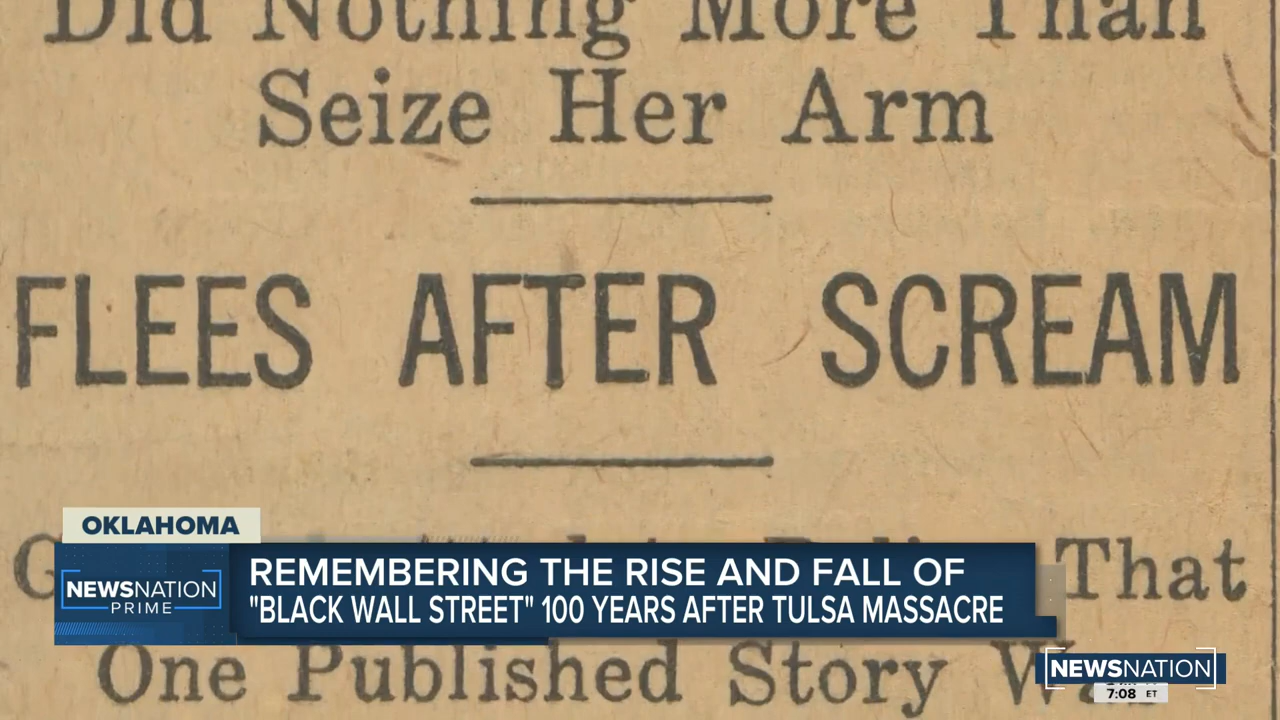 Did Nothing More Than
Seize Her Arm
FLEES AFTER SCREAM
That
OKLAHOMA
NEWSNATION
PRIME
REMEMBERING THE RISE AND FALL OF
"BLACK WALL STREET" 100 YEARS AFTER TULSA MASSACRE
One Published Story
NEWSNATION
7:08 ET